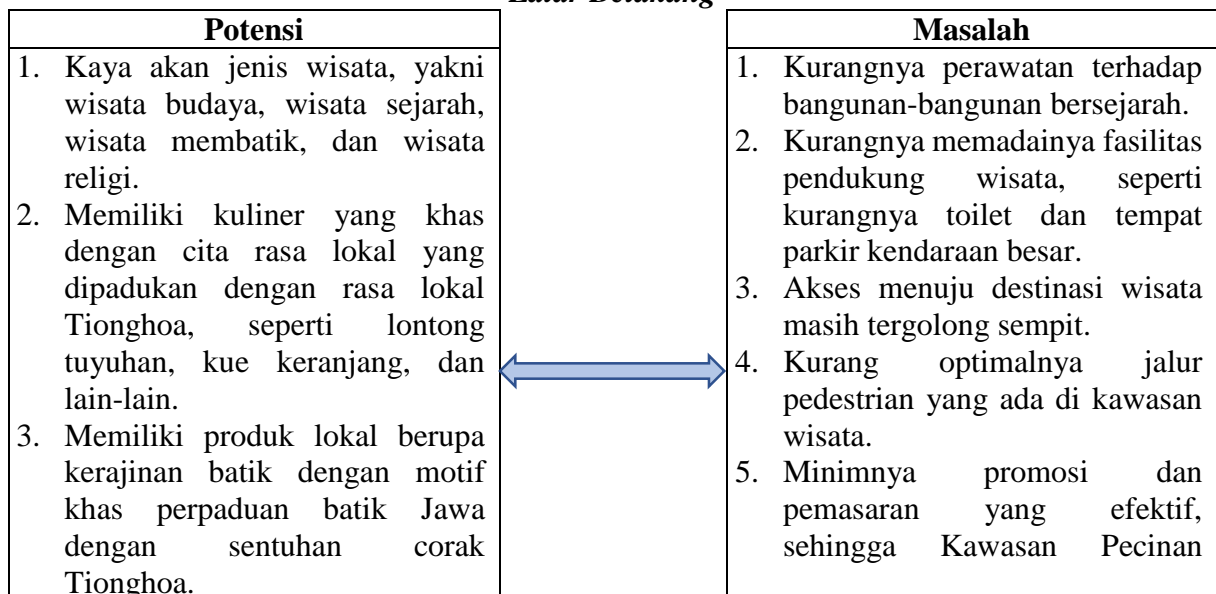 Potensi
1. Kaya akan jenis wisata, yakni
wisata budaya, wisata sejarah,
wisata membatik, dan wisata
religi.
2. Memiliki kuliner yang khas
dengan cita rasa lokal yang
dipadukan dengan rasa lokal
Tionghoa, seperti lontong
tuyuhan, kue keranjang, dan
lain-lain.
3. Memiliki produk lokal berupa
kerajinan batik dengan motif
khas perpaduan batik Jawa
dengan sentuhan corak
Tionghoa.
Masalah
1. Kurangnya perawatan terhadap
bangunan-bangunan bersejarah.
2. Kurangnya memadainya fasilitas
pendukung wisata, seperti
kurangnya toilet dan tempat
parkir kendaraan besar.
3. Akses menuju destinasi wisata
masih tergolong sempit.
4. Kurang optimalnya jalur
pedestrian yang ada di kawasan
wisata.
5. Minimnya promosi dan
pemasaran yang efektif,
sehingga Kawasan Pecinan